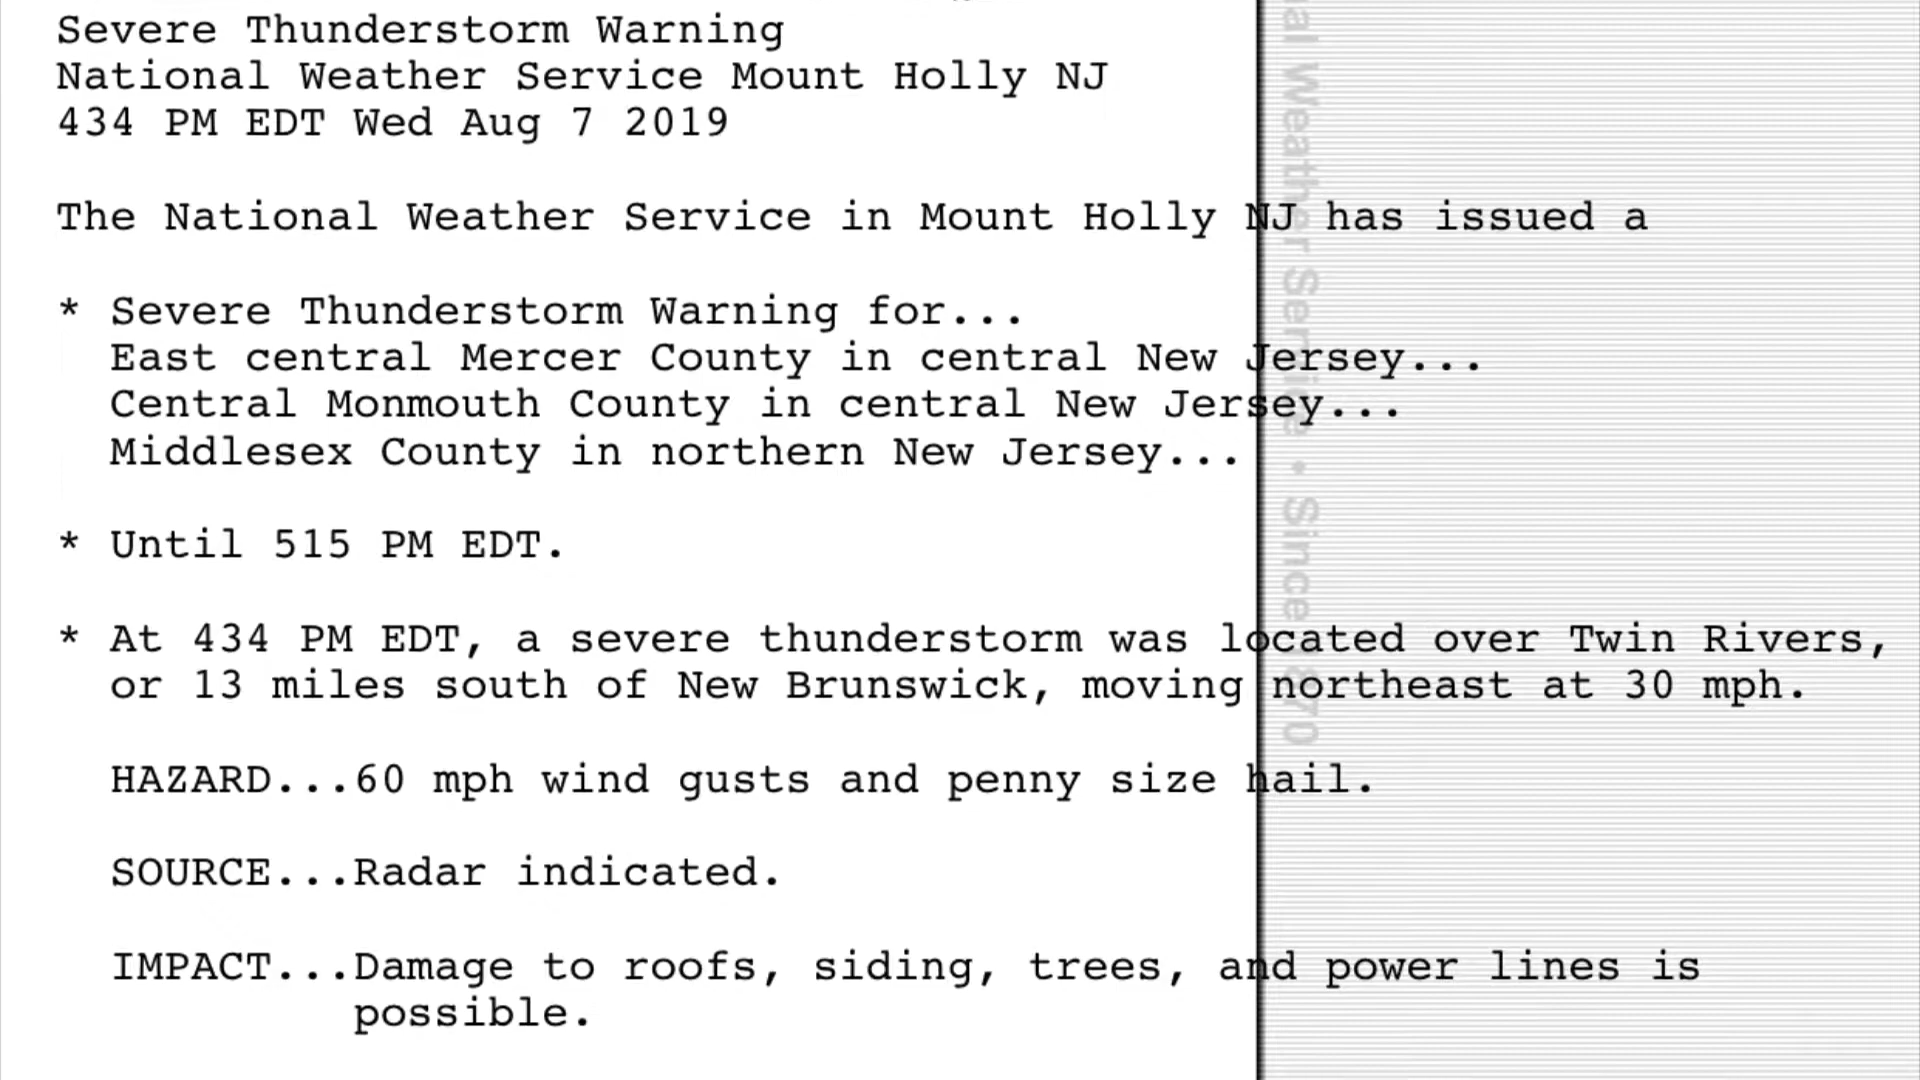 Severe Thunderstorm Warning
National Weather Service Mount Holly NJ
434 PM EDT Wed Aug 7 2019
The National Weather Service in Mount Holly NJ has issued a
* Severe Thunderstorm Warning for...
East central Mercer County in central New Jersey...
Central Monmouth County in central New Jersey...
Middlesex County in northern New Jersey...
* Until 515 PM EDT.
* At 434 PM EDT, a severe thunderstorm was located over Twin Rivers,
or 13 miles south of New Brunswick, moving northeast at 30 mph.
HAZARD...60 mph wind gusts and penny size hail.
SOURCE...Radar indicated.
IMPACT...Damage to roofs, siding, trees, and power lines is
possible.
Weather Service • Since 1870